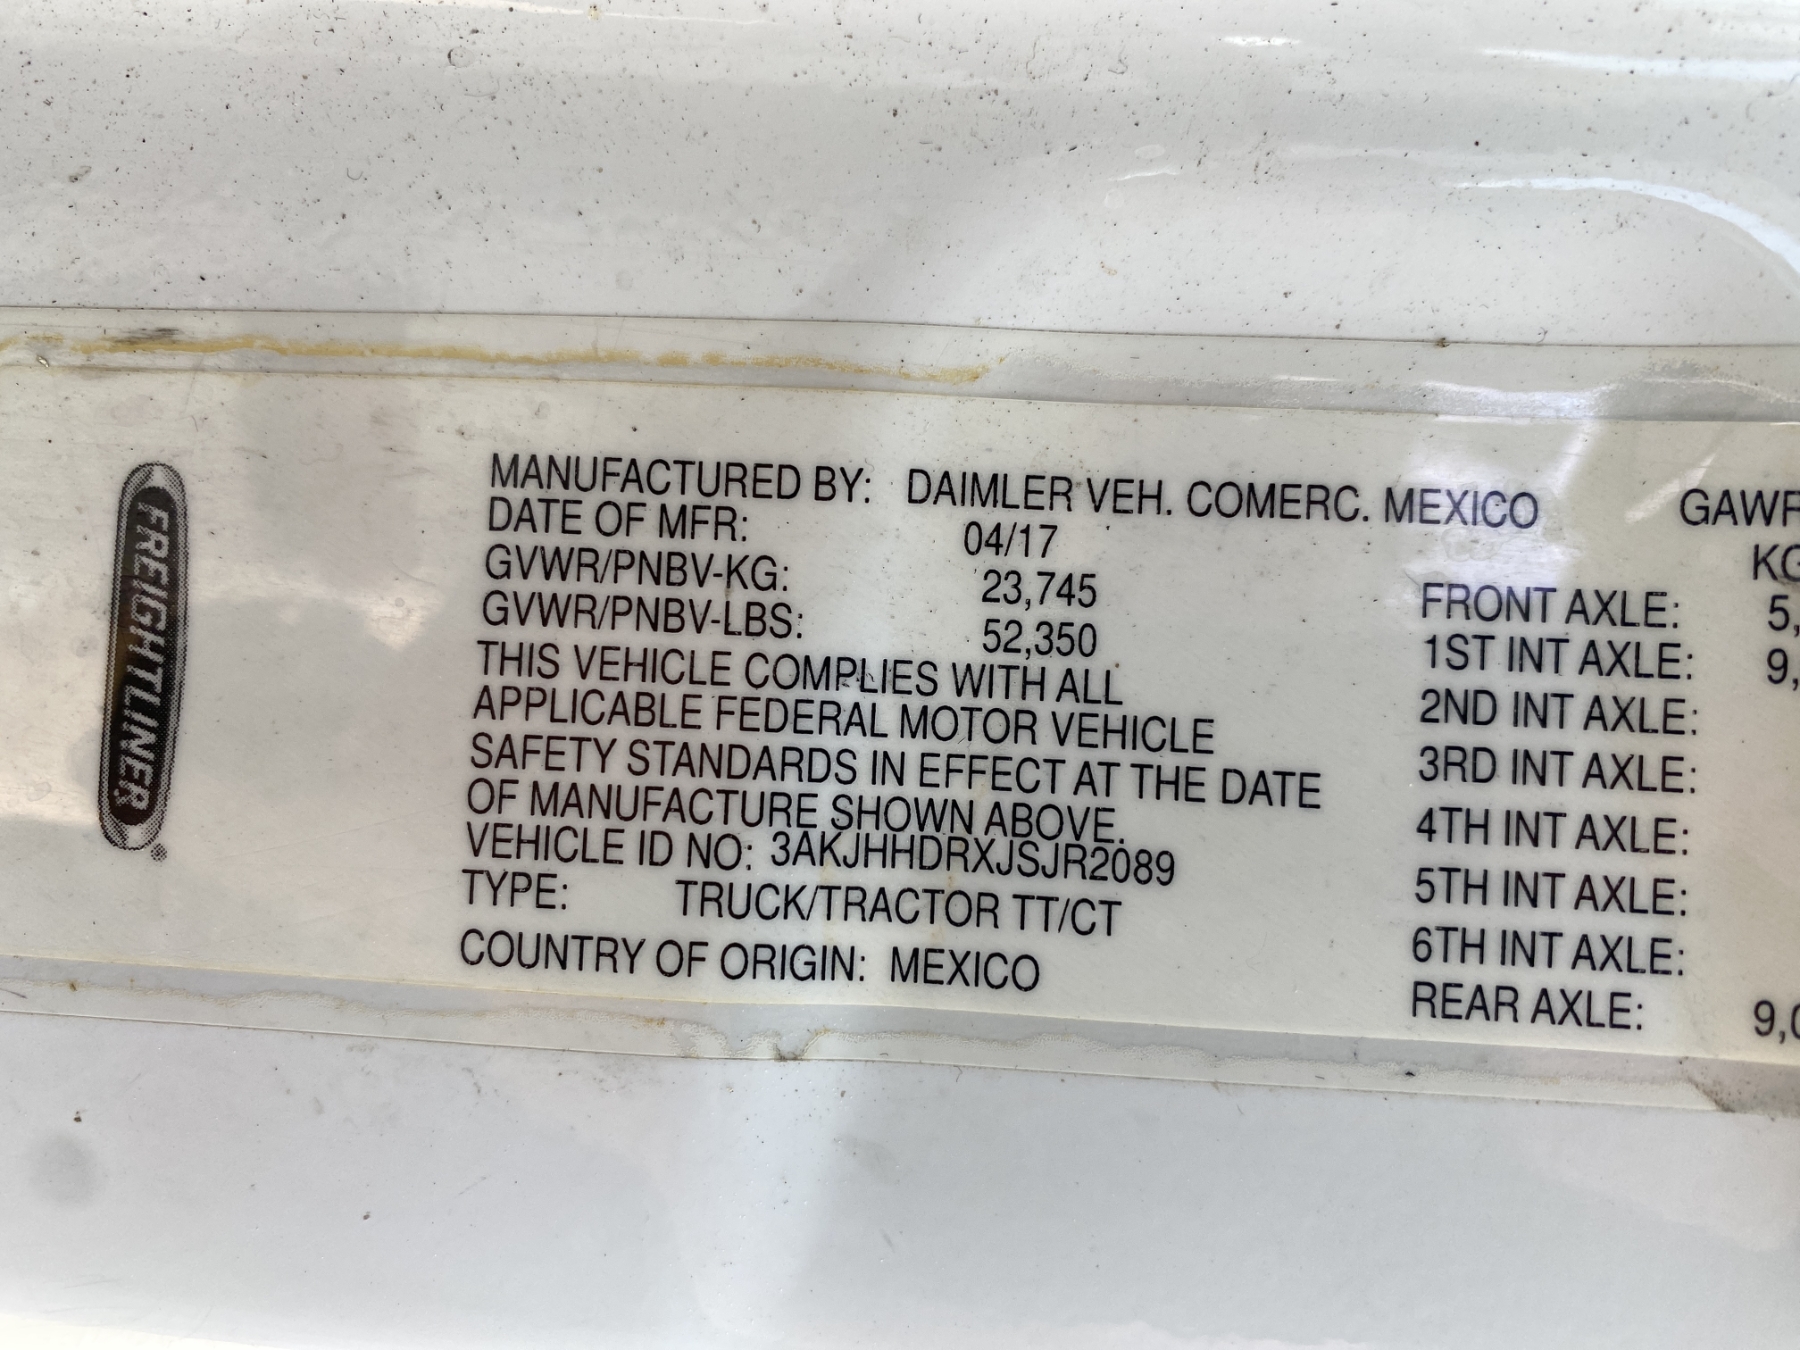 FREIGHTLINER
MANUFACTURED BY: DAIMLER VEH. COMERC. MEXICO
DATE OF MFR: 04/17
GVWR/PNBV-KG: 23,745
GVWR/PNBV-LBS: 52,350
THIS VEHICLE COMPLIES WITH ALL
APPLICABLE FEDERAL MOTOR VEHICLE
SAFETY STANDARDS IN EFFECT AT THE DATE
OF MANUFACTURE SHOWN ABOVE.
VEHICLE ID NO: 3AKJHHDRXJSJR2089
TYPE: TRUCK/TRACTOR TT/CT
COUNTRY OF ORIGIN: MEXICO
GAWR
KG
FRONT AXLE: 5,
1ST INT AXLE: 9,
2ND INT AXLE:
3RD INT AXLE:
4TH INT AXLE:
5TH INT AXLE:
6TH INT AXLE:
REAR AXLE: 9,0